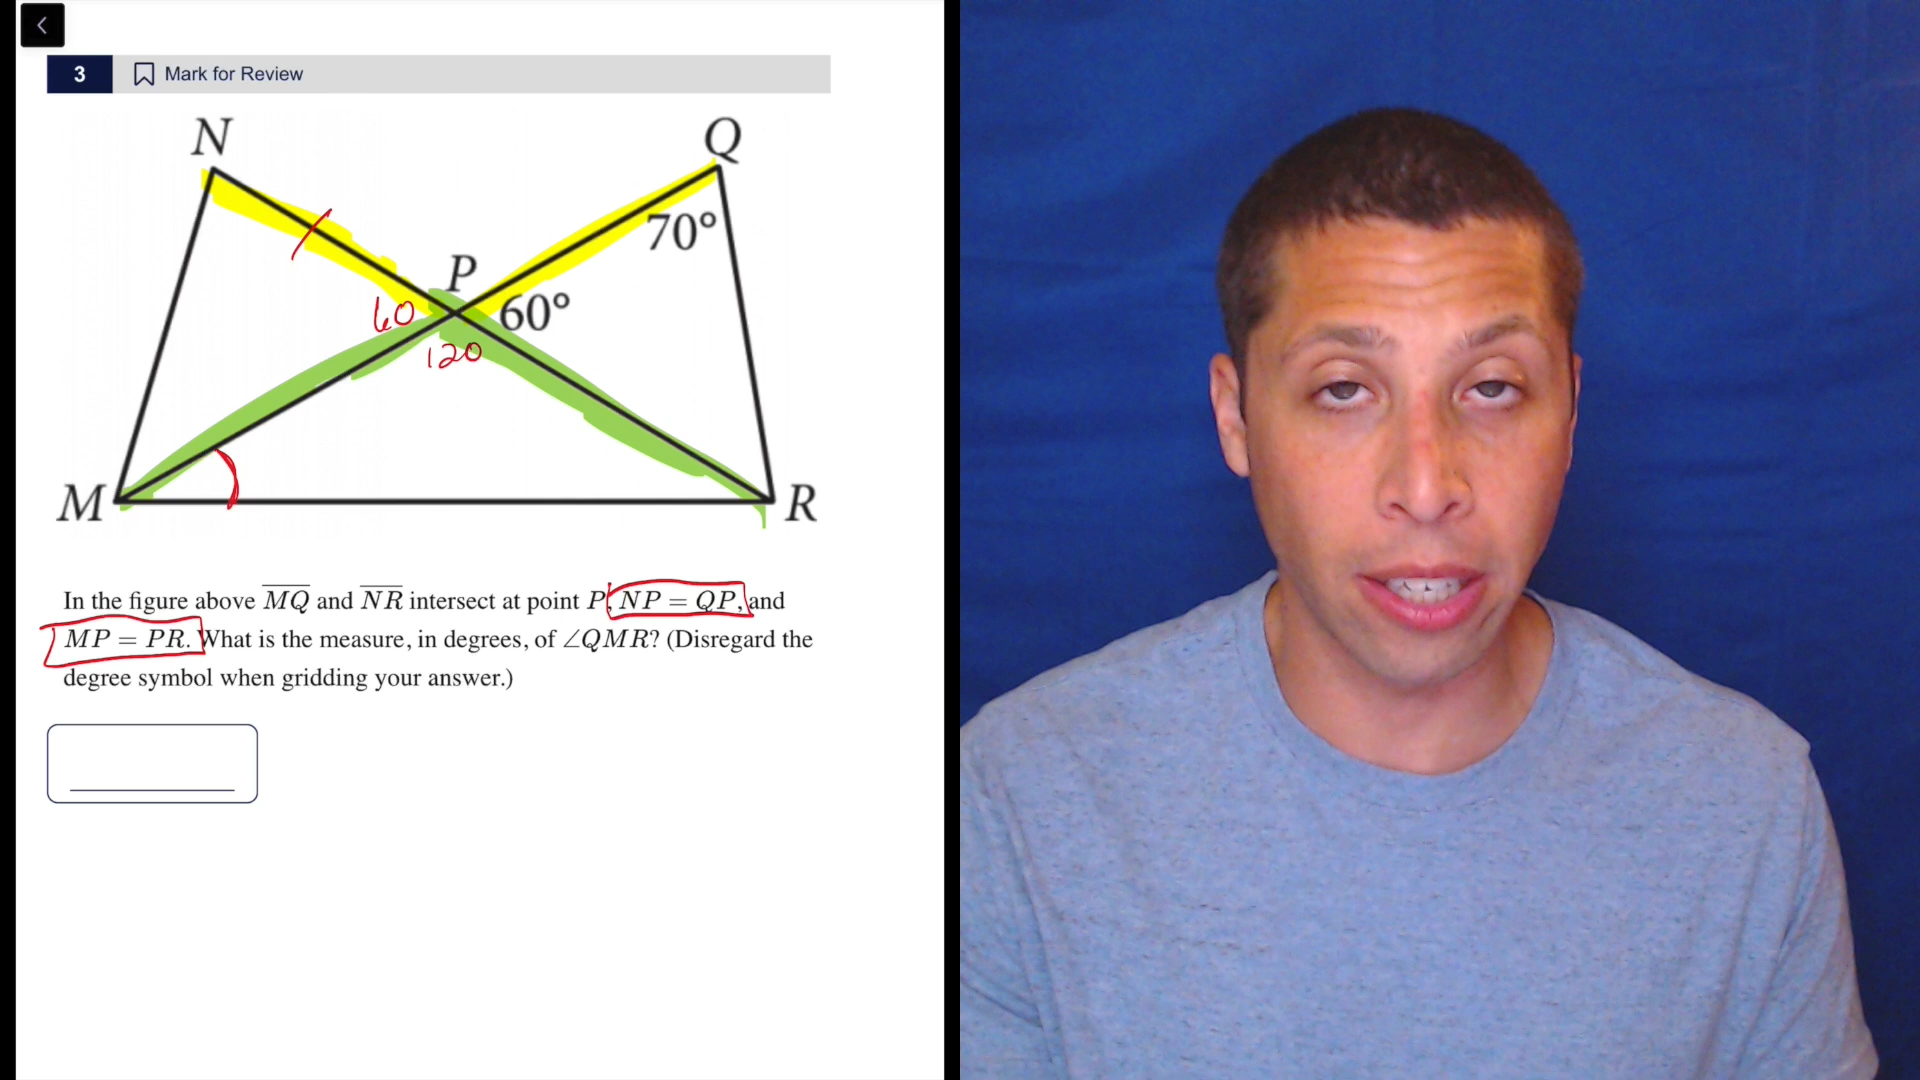 3 Mark for Review
N Q
70°
P
60 60°
120
M R
In the figure above MQ and NR intersect at point P, NP = QP, and
MP = PR. What is the measure, in degrees, of ∠QMR? (Disregard the
degree symbol when gridding your answer.)